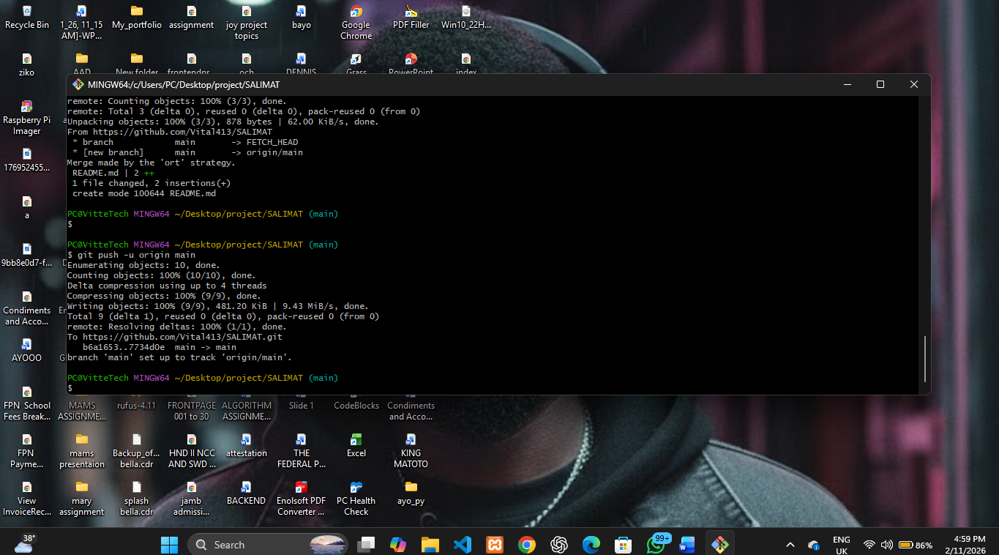 Recycle Bin
1_26, 11_15 AM]-WP...
My_portfolio
assignment
joy project topics
bayo
Google Chrome
PDF Filler
Win10_22H...
ziko
AAD
New folder
frontendpr
och
DENNIS
Grass
PowerPoint
index
MINGW64:/c/Users/PC/Desktop/project/SALIMAT
remote: Counting objects: 100% (3/3), done.
remote: Total 3 (delta 0), reused 0 (delta 0), pack-reused 0 (from 0)
Unpacking objects: 100% (3/3), 878 bytes | 62.00 KiB/s, done.
From https://github.com/Vital413/SALIMAT
 * branch            main       -> FETCH_HEAD
 * [new branch]      main       -> origin/main
Merge made by the 'ort' strategy.
 README.md | 2 ++
 1 file changed, 2 insertions(+)
 create mode 100644 README.md
PC@VitteTech MINGW64 ~/Desktop/project/SALIMAT (main)
$
PC@VitteTech MINGW64 ~/Desktop/project/SALIMAT (main)
$ git push -u origin main
Enumerating objects: 10, done.
Counting objects: 100% (10/10), done.
Delta compression using up to 4 threads
Compressing objects: 100% (9/9), done.
Writing objects: 100% (9/9), 481.20 KiB | 9.43 MiB/s, done.
Total 9 (delta 1), reused 0 (delta 0), pack-reused 0 (from 0)
remote: Resolving deltas: 100% (1/1), done.
To https://github.com/Vital413/SALIMAT.git
   b6a1653..7734d0e  main -> main
branch 'main' set up to track 'origin/main'.
PC@VitteTech MINGW64 ~/Desktop/project/SALIMAT (main)
$
Raspberry Pi Imager
176952455...
a
9bb8e0d7-f...
Condiments and Acco...
AYOOO
FPN School Fees Break...
MAMS ASSIGNME...
rufus-4.11
FRONTPAGE 001 to 30
ALGORITHM ASSIGNME...
Slide 1
CodeBlocks
Condiments and Acco...
FPN Payme...
mams presentaion
Backup_of... bella.cdr
HND II NCC AND SWD ...
attestation
THE FEDERAL P...
Excel
KING MATOTO
View InvoiceRec...
mary assignment
splash bella.cdr
jamb admissi...
BACKEND
Enolsoft PDF Converter ...
PC Health Check
ayo_py
38°
Search
99+
ENG
UK
86%
4:59 PM
2/11/2026